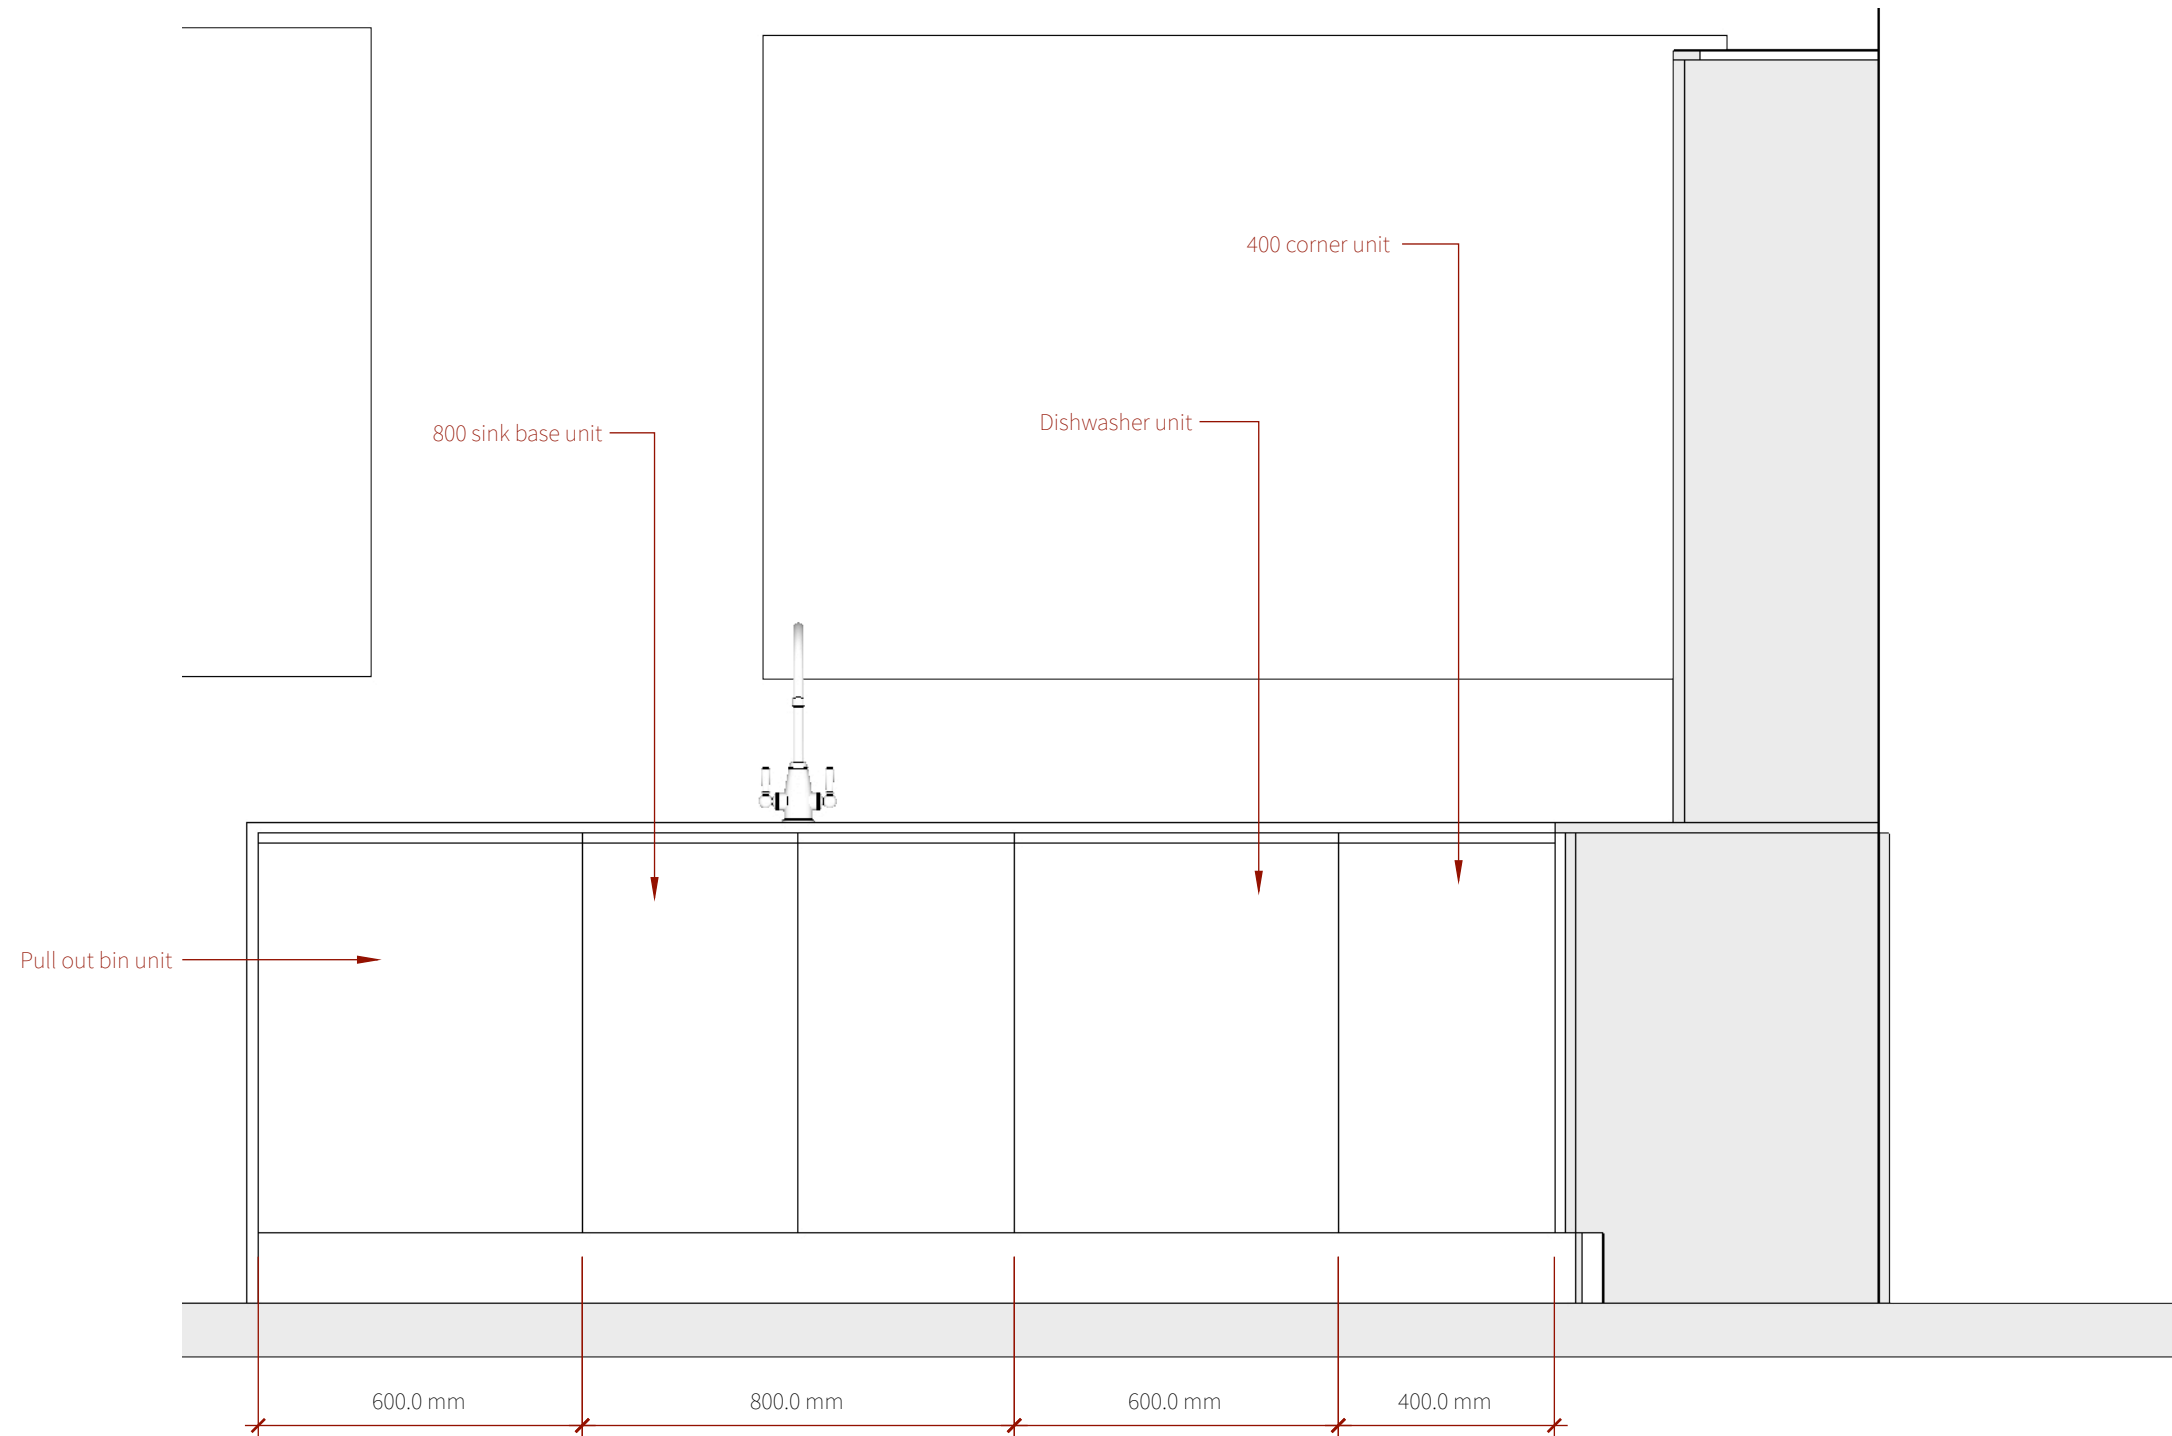 400 corner unit
Dishwasher unit
800 sink base unit
Pull out bin unit
600.0 mm
800.0 mm
600.0 mm
400.0 mm